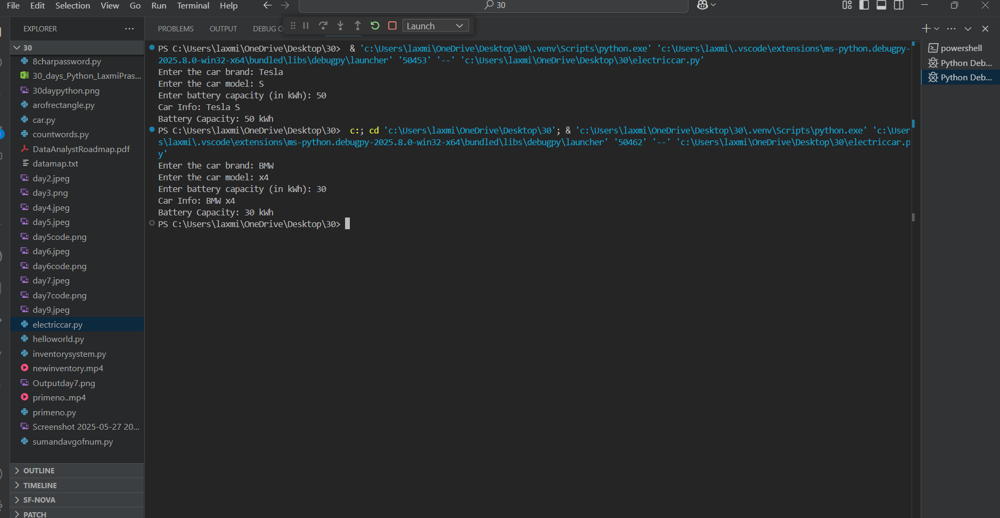 File Edit Selection View Go Run Terminal Help
30
EXPLORER
PROBLEMS OUTPUT DEBUG C
Launch
30
8charpassword.py
30_days_Python_LaxmiPras...
30daypython.png
arofrectangle.py
car.py
countwords.py
DataAnalystRoadmap.pdf
datamap.txt
day2.jpeg
day3.png
day4.jpeg
day5.jpeg
day5code.png
day6.jpeg
day6code.png
day7.jpeg
day7code.png
day9.jpeg
electriccar.py
helloworld.py
inventorysystem.py
newinventory.mp4
Outputday7.png
primeno..mp4
primeno.py
Screenshot 2025-05-27 20...
sumandavgofnum.py
OUTLINE
TIMELINE
SF-NOVA
PATCH
PS C:\Users\laxmi\OneDrive\Desktop\30> & 'c:\Users\laxmi\OneDrive\Desktop\30\.venv\Scripts\python.exe' 'c:\Users\laxmi\.vscode\extensions\ms-python.debugpy-
2025.8.0-win32-x64\bundled\libs\debugpy\launcher' '50453' '--' 'c:\Users\laxmi\OneDrive\Desktop\30\electriccar.py'
Enter the car brand: Tesla
Enter the car model: S
Enter battery capacity (in kWh): 50
Car Info: Tesla S
Battery Capacity: 50 kWh
PS C:\Users\laxmi\OneDrive\Desktop\30> c:; cd 'c:\Users\laxmi\OneDrive\Desktop\30'; & 'c:\Users\laxmi\OneDrive\Desktop\30\.venv\Scripts\python.exe' 'c:\User
s\laxmi\.vscode\extensions\ms-python.debugpy-2025.8.0-win32-x64\bundled\libs\debugpy\launcher' '50462' '--' 'c:\Users\laxmi\OneDrive\Desktop\30\electriccar.p
y'
Enter the car brand: BMW
Enter the car model: x4
Enter battery capacity (in kWh): 30
Car Info: BMW x4
Battery Capacity: 30 kWh
PS C:\Users\laxmi\OneDrive\Desktop\30>
powershell
Python Deb...
Python Deb...